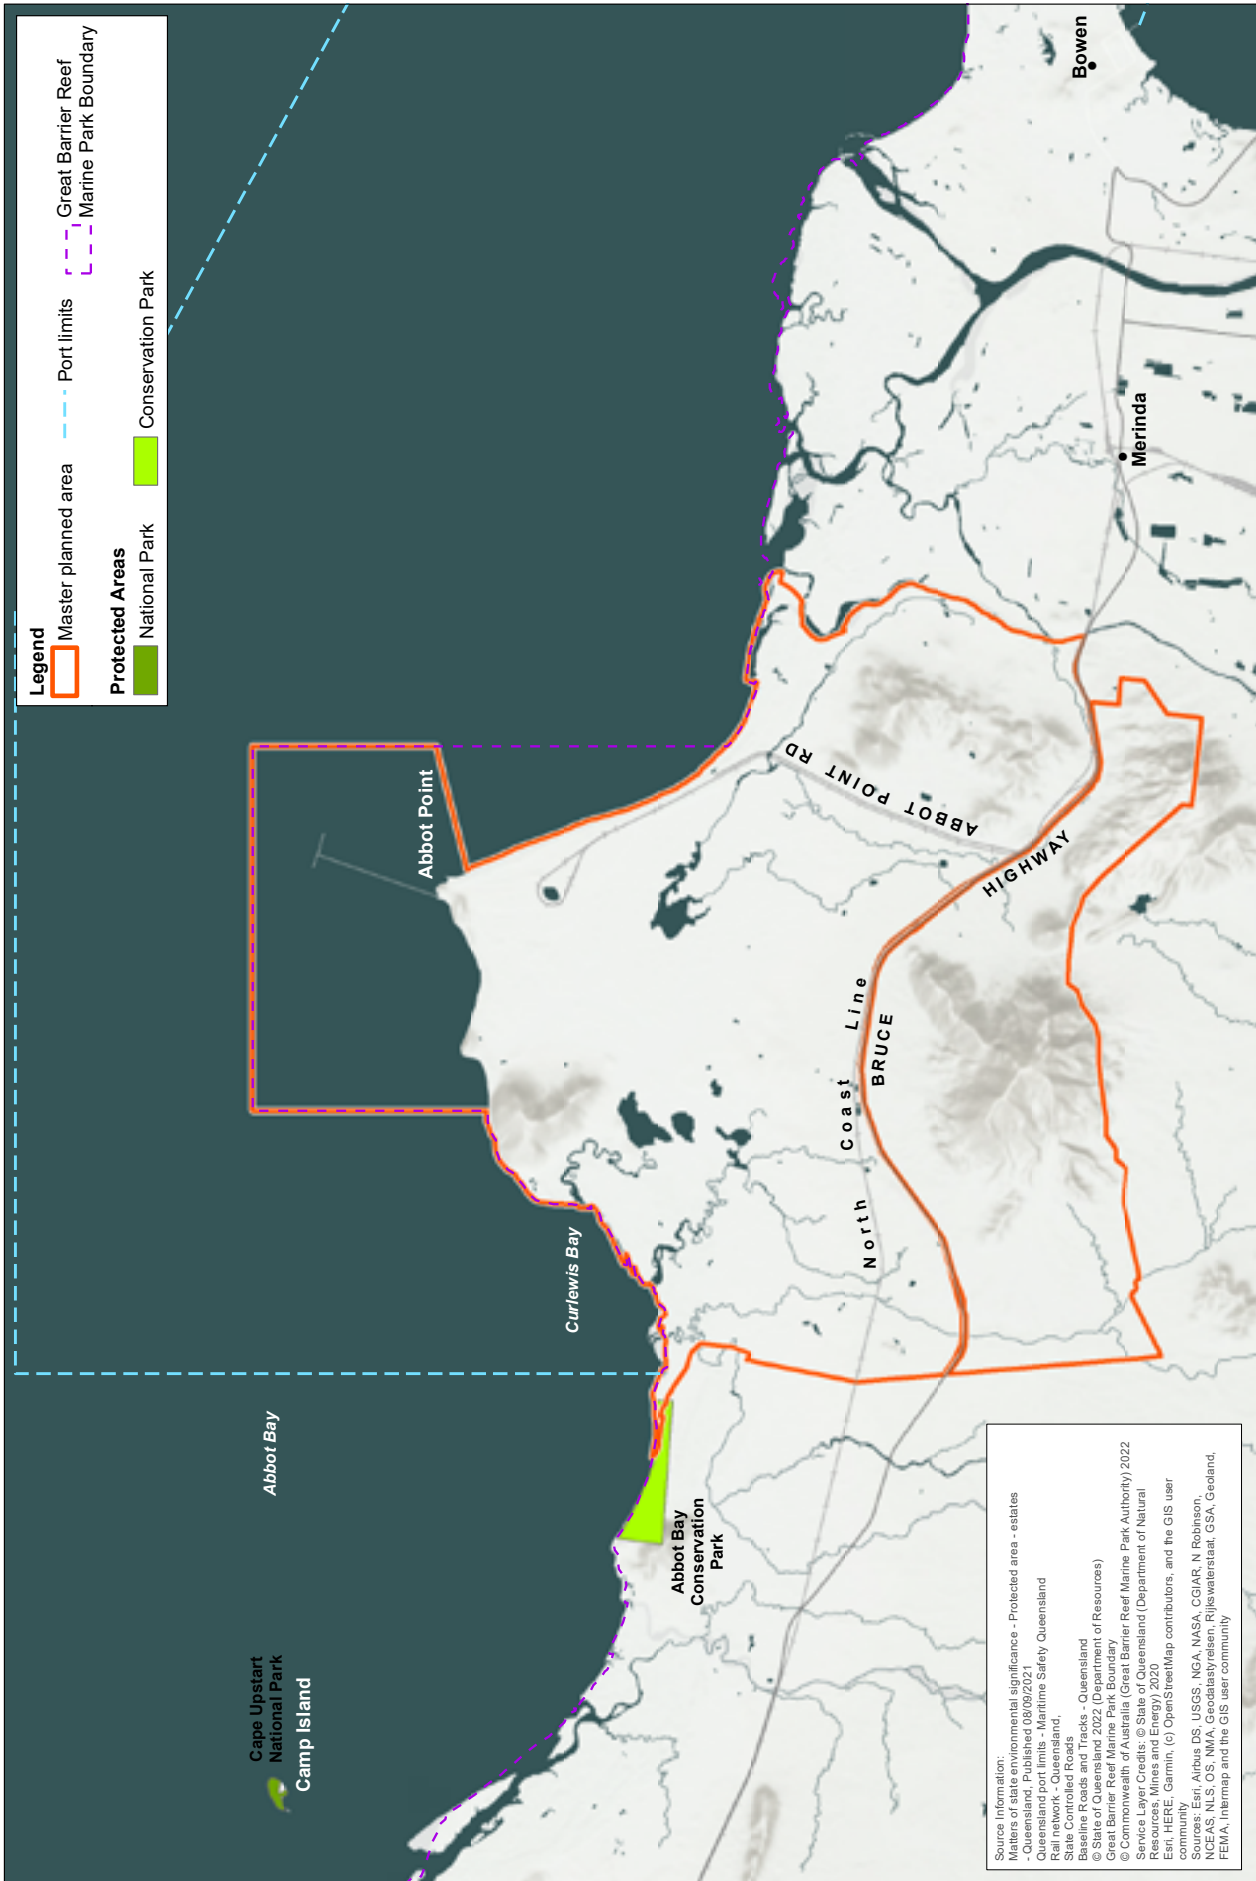 Legend
Master planned area
Port limits
Great Barrier Reef
Marine Park Boundary
Protected Areas
National Park
Conservation Park
Cape Upstart
National Park
Camp Island
Abbot Bay
Curlewis Bay
Abbot Point
Abbot Bay
Conservation
Park
North Coast Line
BRUCE HIGHWAY
ABBOT POINT RD
Merinda
Bowen
Source Information:
Matters of state environmental significance - Protected area - estates
- Queensland, Published 08/09/2021
Queensland port limits - Maritime Safety Queensland
Rail network - Queensland,
State Controlled Roads
Baseline Roads and Tracks - Queensland
© State of Queensland 2022 (Department of Resources)
Great Barrier Reef Marine Park Boundary
© Commonwealth of Australia (Great Barrier Reef Marine Park Authority) 2022
Service Layer Credits: © State of Queensland (Department of Natural
Resources, Mines and Energy) 2020
Esri, HERE, Garmin, (c) OpenStreetMap contributors, and the GIS user
community
Sources: Esri, Airbus DS, USGS, NGA, NASA, CGIAR, N Robinson,
NCEAS, NLS, OS, NMA, Geodatastyrelsen, Rijkswaterstaat, GSA, Geoland,
FEMA, Intermap and the GIS user community